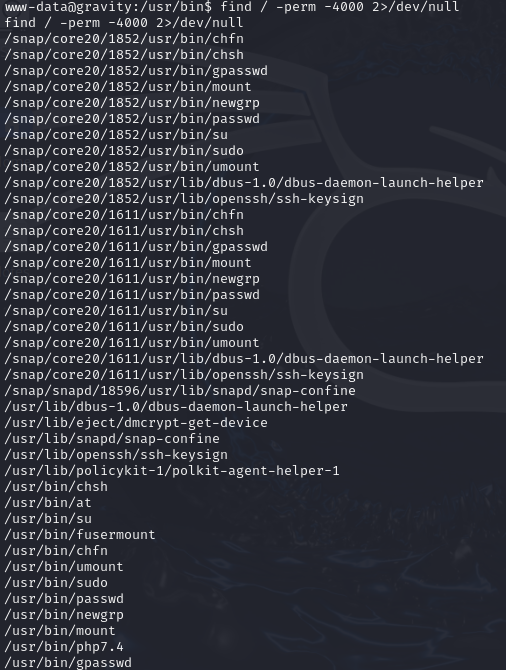 www-data@gravity:/usr/bin$ find / -perm -4000 2>/dev/null
find / -perm -4000 2>/dev/null
/snap/core20/1852/usr/bin/chfn
/snap/core20/1852/usr/bin/chsh
/snap/core20/1852/usr/bin/gpasswd
/snap/core20/1852/usr/bin/mount
/snap/core20/1852/usr/bin/newgrp
/snap/core20/1852/usr/bin/passwd
/snap/core20/1852/usr/bin/su
/snap/core20/1852/usr/bin/sudo
/snap/core20/1852/usr/bin/umount
/snap/core20/1852/usr/lib/dbus-1.0/dbus-daemon-launch-helper
/snap/core20/1852/usr/lib/openssh/ssh-keysign
/snap/core20/1611/usr/bin/chfn
/snap/core20/1611/usr/bin/chsh
/snap/core20/1611/usr/bin/gpasswd
/snap/core20/1611/usr/bin/mount
/snap/core20/1611/usr/bin/newgrp
/snap/core20/1611/usr/bin/passwd
/snap/core20/1611/usr/bin/su
/snap/core20/1611/usr/bin/sudo
/snap/core20/1611/usr/bin/umount
/snap/core20/1611/usr/lib/dbus-1.0/dbus-daemon-launch-helper
/snap/core20/1611/usr/lib/openssh/ssh-keysign
/snap/snapd/18596/usr/lib/snapd/snap-confine
/usr/lib/dbus-1.0/dbus-daemon-launch-helper
/usr/lib/eject/dmcrypt-get-device
/usr/lib/snapd/snap-confine
/usr/lib/openssh/ssh-keysign
/usr/lib/policykit-1/polkit-agent-helper-1
/usr/bin/chsh
/usr/bin/at
/usr/bin/su
/usr/bin/fusermount
/usr/bin/chfn
/usr/bin/umount
/usr/bin/sudo
/usr/bin/passwd
/usr/bin/newgrp
/usr/bin/mount
/usr/bin/php7.4
/usr/bin/gpasswd